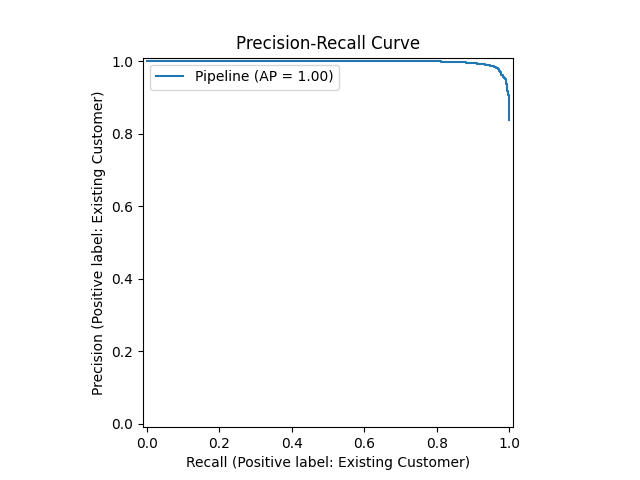 Precision-Recall Curve
Pipeline (AP = 1.00)
Precision (Positive label: Existing Customer)
1.0
0.8
0.6
0.4
0.2
0.0
0.0 0.2 0.4 0.6 0.8 1.0
Recall (Positive label: Existing Customer)